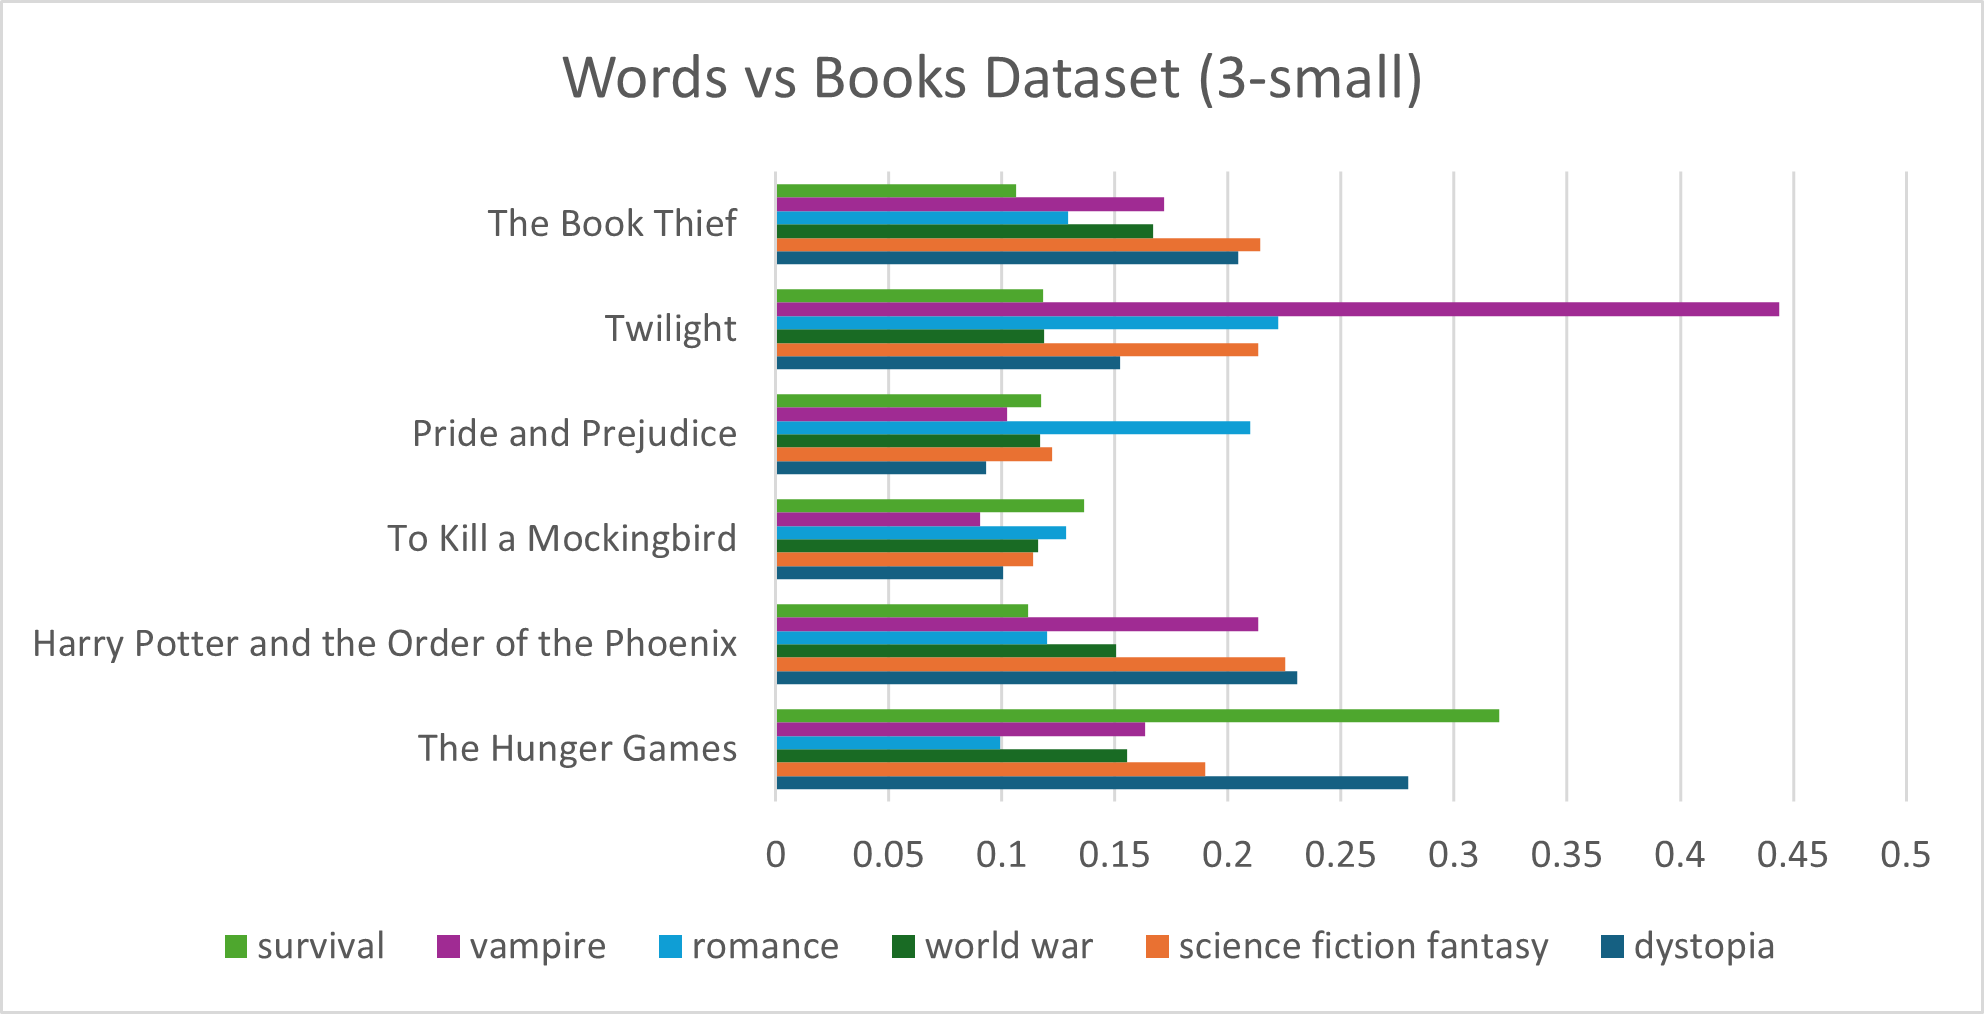 Words vs Books Dataset (3-small)
The Book Thief
Twilight
Pride and Prejudice
To Kill a Mockingbird
Harry Potter and the Order of the Phoenix
The Hunger Games
0 0.05 0.1 0.15 0.2 0.25 0.3 0.35 0.4 0.45 0.5
survival vampire romance world war science fiction fantasy dystopia